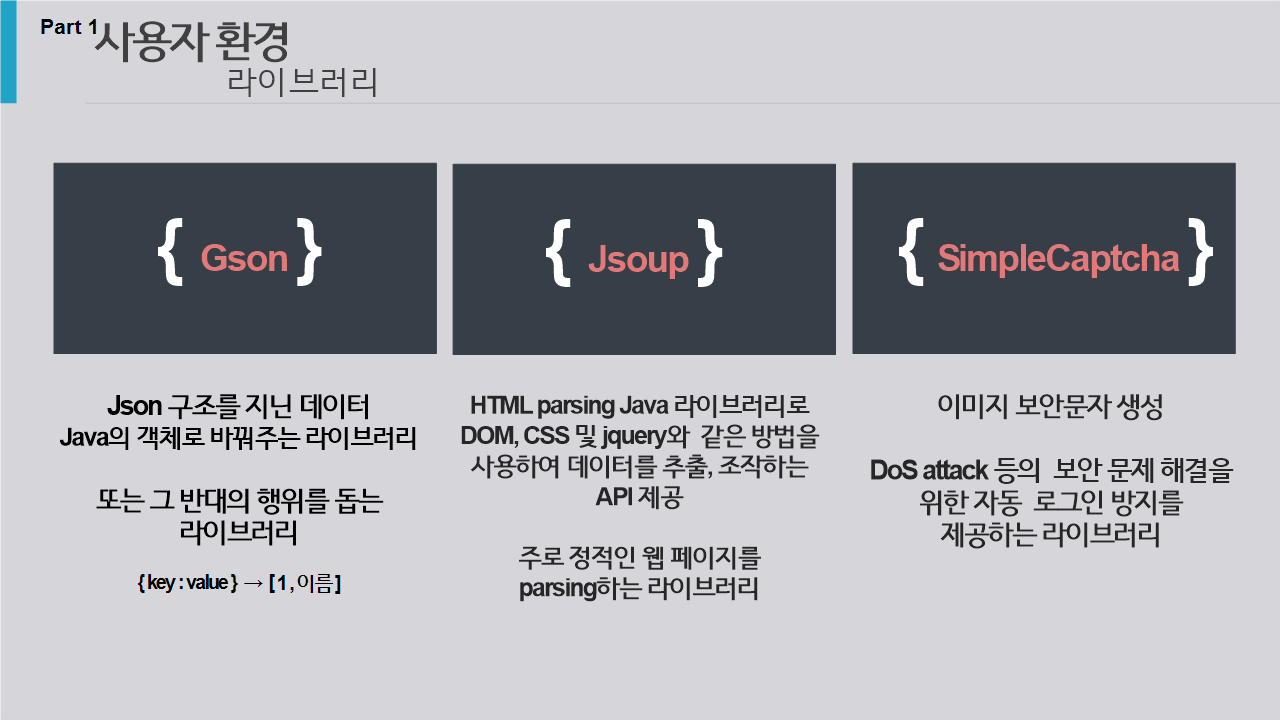 Part 1
사용자 환경
라이브러리
{ Gson }
{ Jsoup }
{ SimpleCaptcha }
Json 구조를 지닌 데이터
Java의 객체로 바꿔주는 라이브러리
또는 그 반대의 행위를 돕는
라이브러리
{ key : value } → [ 1 , 이름 ]
HTML parsing Java 라이브러리로
DOM, CSS 및 jquery와 같은 방법을
사용하여 데이터를 추출, 조작하는
API 제공
주로 정적인 웹 페이지를
parsing하는 라이브러리
이미지 보안문자 생성
DoS attack 등의 보안 문제 해결을
위한 자동 로그인 방지를
제공하는 라이브러리